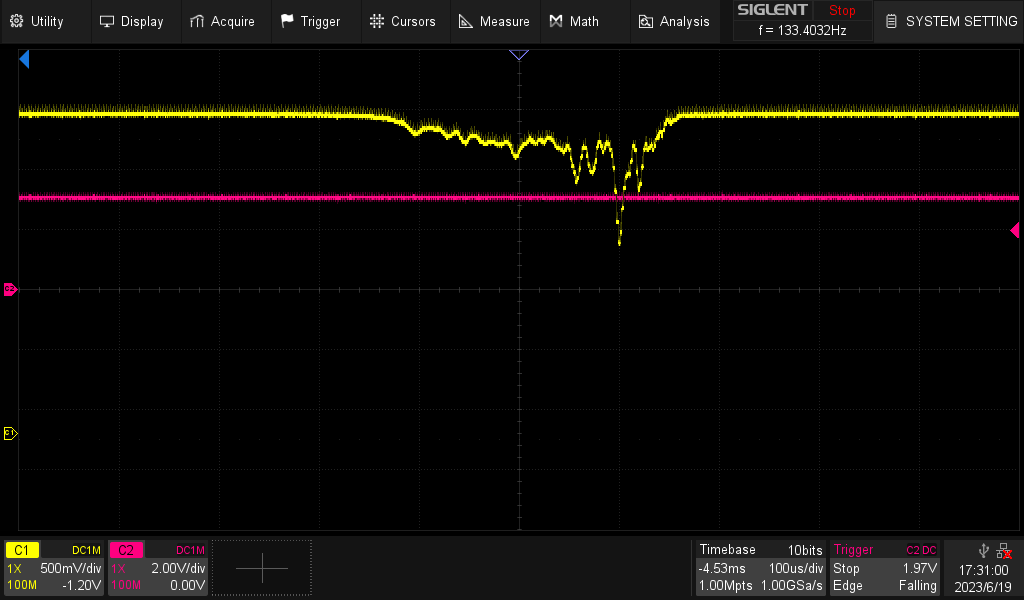 Utility Display Acquire Trigger Cursors Measure Math Analysis SIGLENT Stop SYSTEM SETTING
f = 133.4032Hz
C2
C1
C1 DC1M C2 DC1M Timebase 10bits Trigger C2 DC
1X 500mV/div 1X 2.00V/div -4.53ms 100us/div Stop 1.97V 17:31:00
100M -1.20V 100M 0.00V 1.00Mpts 1.00GSa/s Edge Falling 2023/6/19